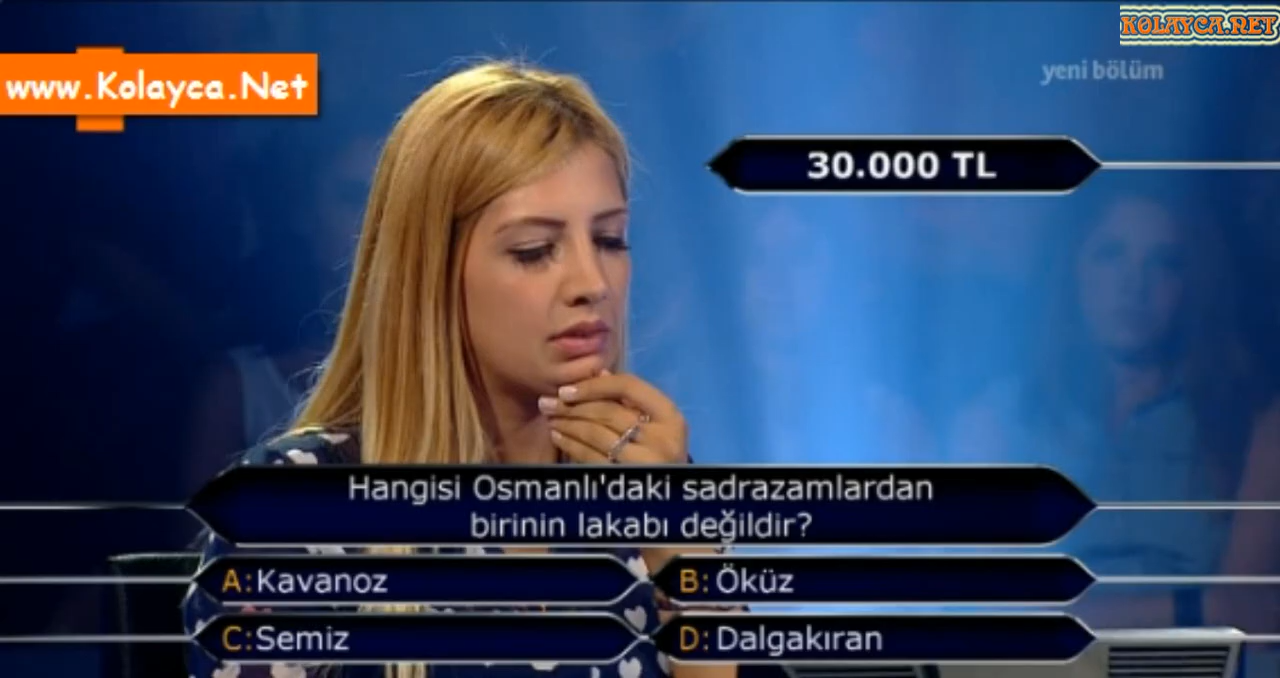 KOLAYCA.NET
www.Kolayca.Net
yeni bölüm
30.000 TL
Hangisi Osmanlı'daki sadrazamlardan
birinin lakabı değildir?
A: Kavanoz
B: Öküz
C: Semiz
D: Dalgakıran